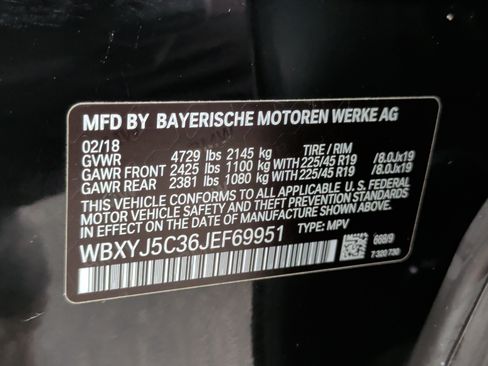 MFD BY BAYERISCHE MOTOREN WERKE AG
02/18 TIRE / RIM
GVWR 4729 lbs 2145 kg
GAWR FRONT 2425 lbs 1100 kg WITH 225/45 R19 /8.0Jx19
GAWR REAR 2381 lbs 1080 kg WITH 225/45 R19 /8.0Jx19
THIS VEHICLE CONFORMS TO ALL APPLICABLE U.S. FEDERAL
MOTOR VEHICLE SAFETY AND THEFT PREVENTION
STANDARDS IN EFFECT ON THE DATE OF MANUFACTURE
SHOWN ABOVE.
WBXYJ5C36JEF69951 TYPE: MPV
7 320 730